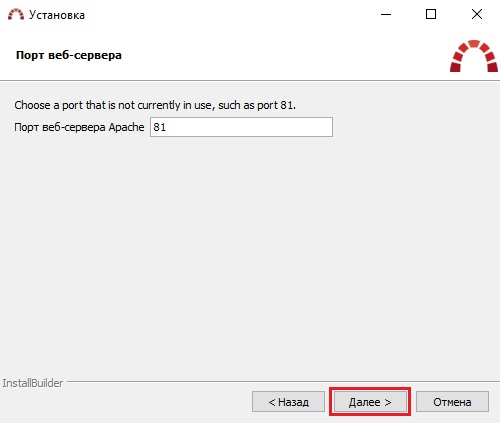 Установка
Порт веб-сервера
Choose a port that is not currently in use, such as port 81.
Порт веб-сервера Apache 81
InstallBuilder
< Назад Далее > Отмена